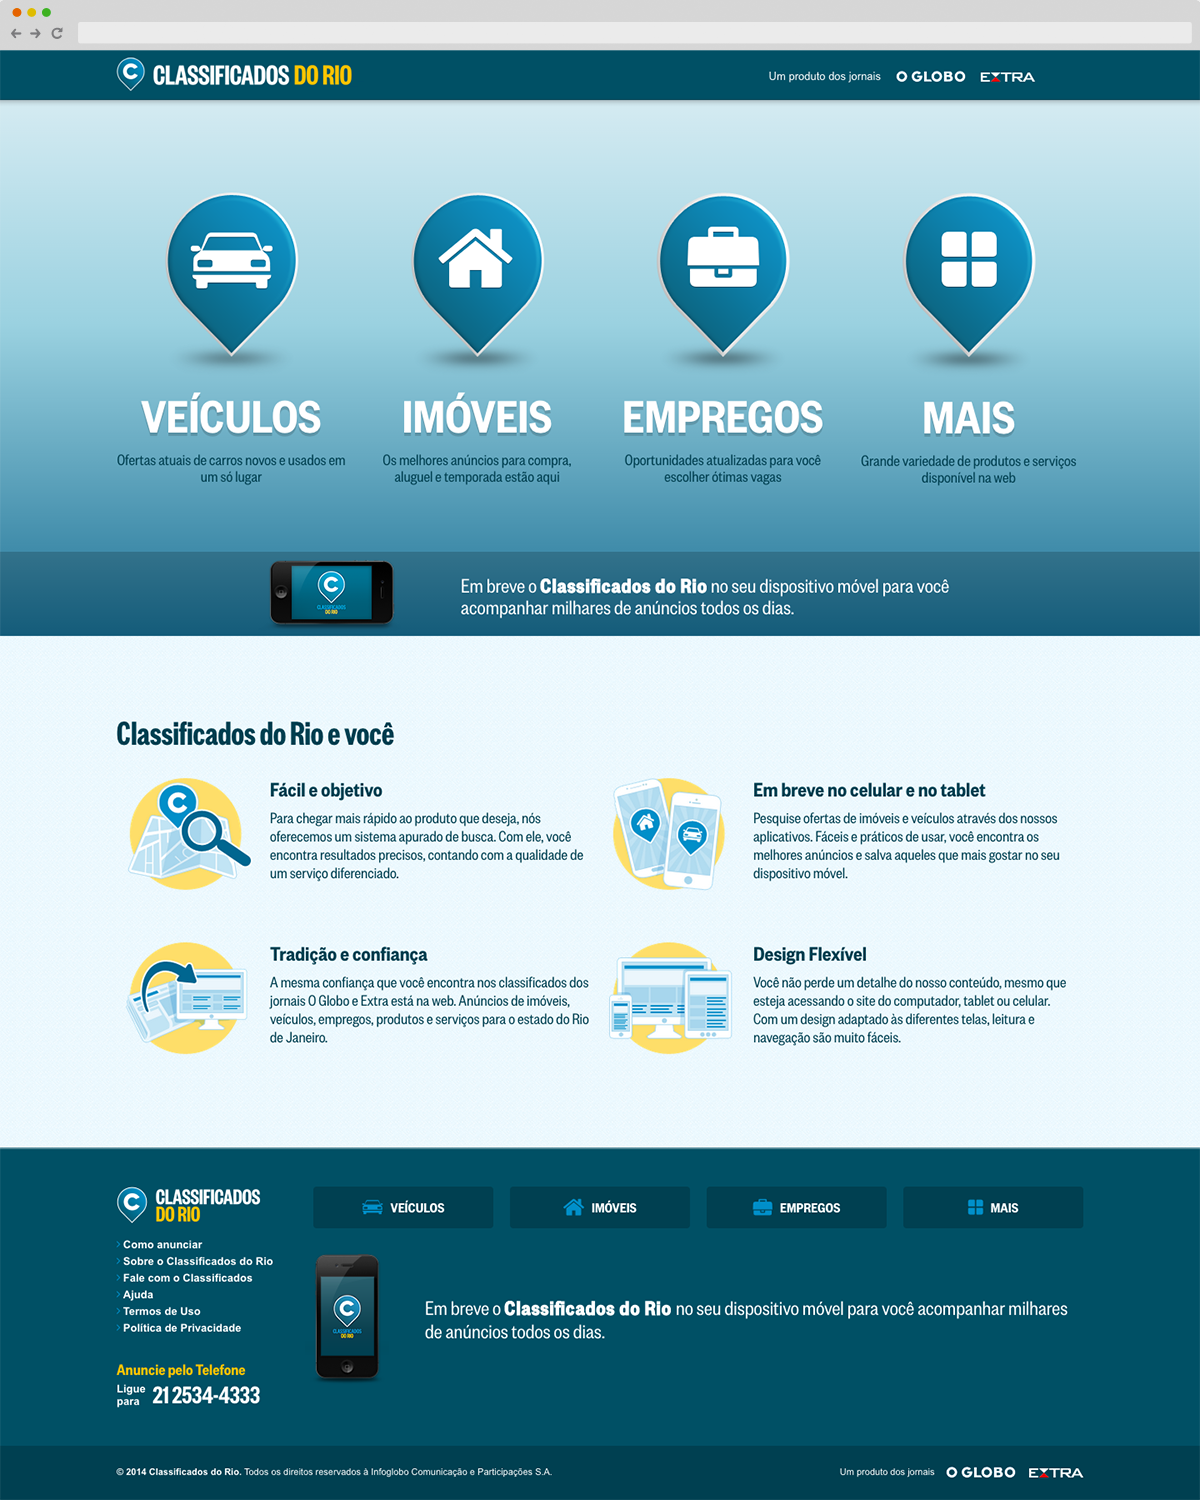 CLASSIFICADOS DO RIO
Um produto dos jornais O GLOBO EXTRA
VEÍCULOS
Ofertas atuais de carros novos e usados em
um só lugar
IMÓVEIS
Os melhores anúncios para compra,
aluguel e temporada estão aqui
EMPREGOS
Oportunidades atualizadas para você
escolher ótimas vagas
MAIS
Grande variedade de produtos e serviços
disponível na web
C
CLASSIFICADOS
DO RIO
Em breve o Classificados do Rio no seu dispositivo móvel para você
acompanhar milhares de anúncios todos os dias.
Classificados do Rio e você
Fácil e objetivo
Para chegar mais rápido ao produto que deseja, nós
oferecemos um sistema apurado de busca. Com ele, você
encontra resultados precisos, contando com a qualidade de
um serviço diferenciado.
Em breve no celular e no tablet
Pesquise ofertas de imóveis e veículos através dos nossos
aplicativos. Fáceis e práticos de usar, você encontra os
melhores anúncios e salva aqueles que mais gostar no seu
dispositivo móvel.
Tradição e confiança
A mesma confiança que você encontra nos classificados dos
jornais O Globo e Extra está na web. Anúncios de imóveis,
veículos, empregos, produtos e serviços para o estado do Rio
de Janeiro.
Design Flexível
Você não perde um detalhe do nosso conteúdo, mesmo que
esteja acessando o site do computador, tablet ou celular.
Com um design adaptado às diferentes telas, leitura e
navegação são muito fáceis.
C
CLASSIFICADOS
DO RIO
Como anunciar
Sobre o Classificados do Rio
Fale com o Classificados
Ajuda
Termos de Uso
Política de Privacidade
Anuncie pelo Telefone
Ligue
para 21 2534-4333
VEÍCULOS
IMÓVEIS
EMPREGOS
MAIS
C
CLASSIFICADOS
DO RIO
Em breve o Classificados do Rio no seu dispositivo móvel para você acompanhar milhares
de anúncios todos os dias.
© 2014 Classificados do Rio. Todos os direitos reservados à Infoglobo Comunicação e Participações S.A.
Um produto dos jornais O GLOBO EXTRA